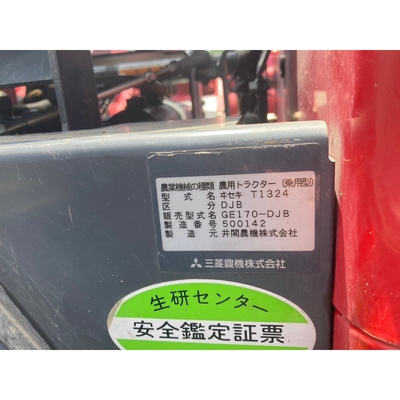 農業機械の種類 農用トラクター(乗用型)
型式名 ヰセキ T1324
区分 DJB
販売型式名 GE170-DJB
製造番号 500142
製造元 井関農機株式会社
三菱農機株式会社
生研センター
安全鑑定証票